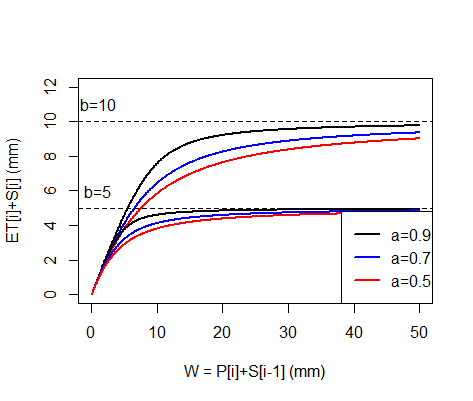 12
b=10
10
8
b=5
6
4
2
0
ET[i]+S[i] (mm)
a=0.9
a=0.7
a=0.5
0 10 20 30 40 50
W = P[i]+S[i-1] (mm)